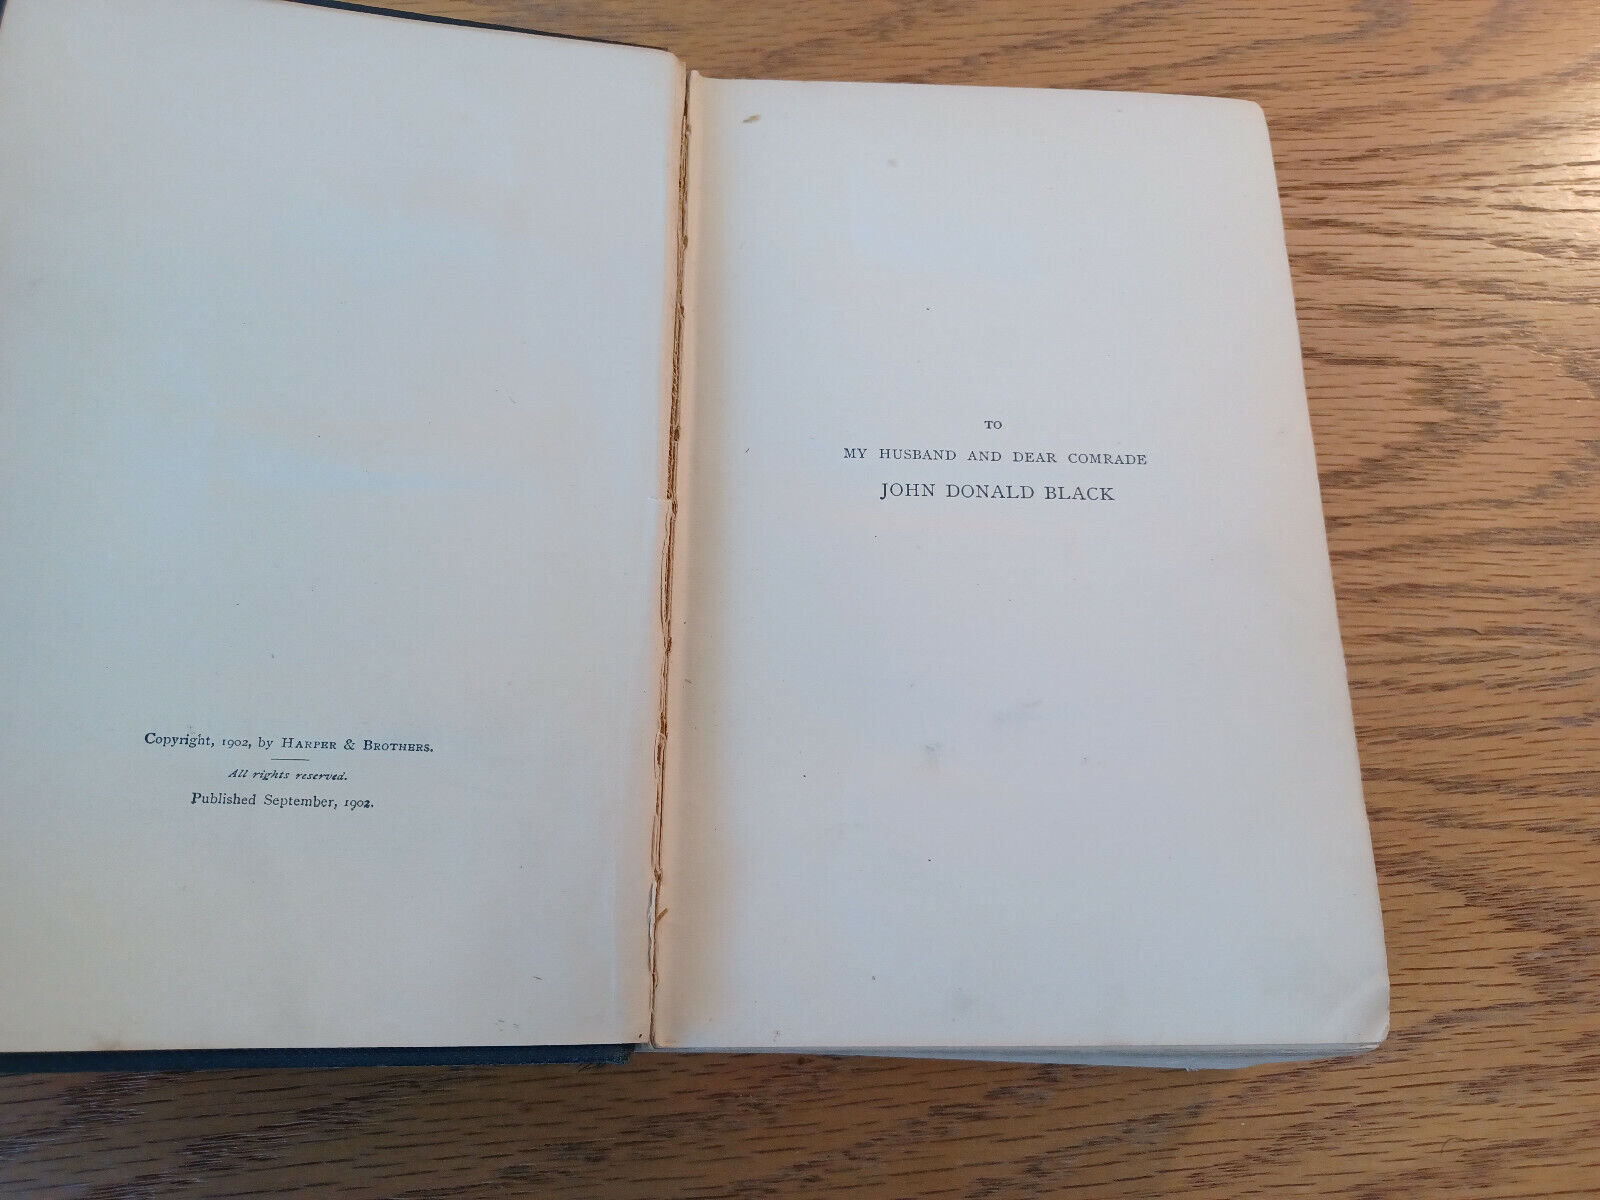 Copyright, 1902, by HARPER & BROTHERS.
All rights reserved.
Published September, 1902.
TO
MY HUSBAND AND DEAR COMRADE
JOHN DONALD BLACK